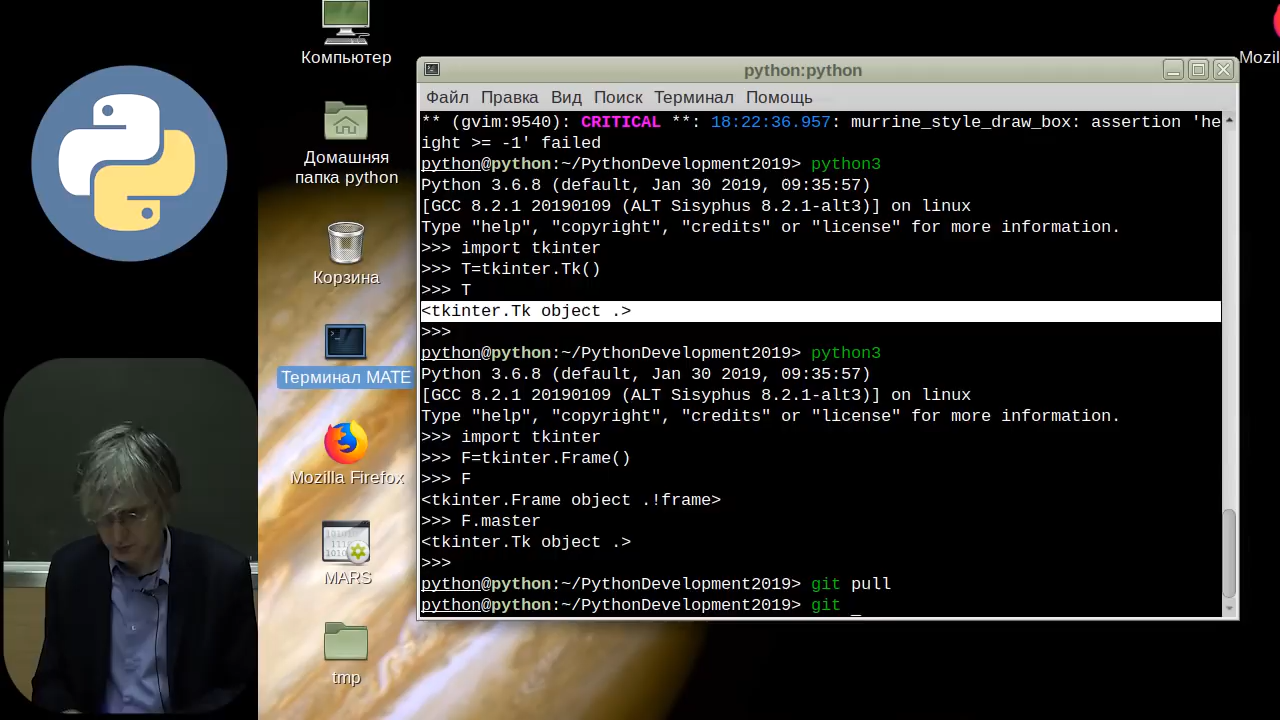 Компьютер
Домашняя
папка python
Корзина
Терминал MATE
Mozilla Firefox
MARS
tmp
Mozil
python:python
Файл Правка Вид Поиск Терминал Помощь
** (gvim:9540): CRITICAL **: 18:22:36.957: murrine_style_draw_box: assertion 'he
ight >= -1' failed
python@python:~/PythonDevelopment2019> python3
Python 3.6.8 (default, Jan 30 2019, 09:35:57)
[GCC 8.2.1 20190109 (ALT Sisyphus 8.2.1-alt3)] on linux
Type "help", "copyright", "credits" or "license" for more information.
>>> import tkinter
>>> T=tkinter.Tk()
>>> T
<tkinter.Tk object .>
>>>
python@python:~/PythonDevelopment2019> python3
Python 3.6.8 (default, Jan 30 2019, 09:35:57)
[GCC 8.2.1 20190109 (ALT Sisyphus 8.2.1-alt3)] on linux
Type "help", "copyright", "credits" or "license" for more information.
>>> import tkinter
>>> F=tkinter.Frame()
>>> F
<tkinter.Frame object .!frame>
>>> F.master
<tkinter.Tk object .>
>>>
python@python:~/PythonDevelopment2019> git pull
python@python:~/PythonDevelopment2019> git _